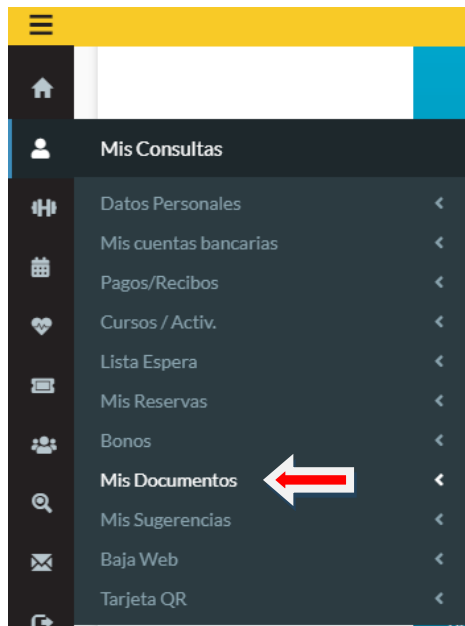 Mis Consultas
Datos Personales
Mis cuentas bancarias
Pagos/Recibos
Cursos / Activ.
Lista Espera
Mis Reservas
Bonos
Mis Documentos
Mis Sugerencias
Baja Web
Tarjeta QR